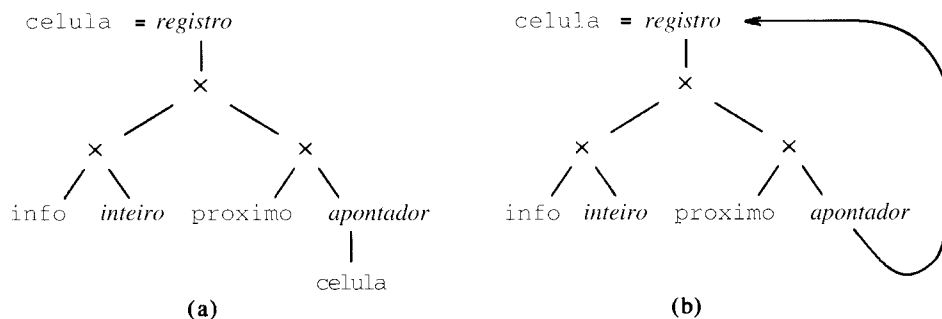 celula = registro
×
× ×
info inteiro proximo apontador
celula
(a)
celula = registro
×
× ×
info inteiro proximo apontador
(b)